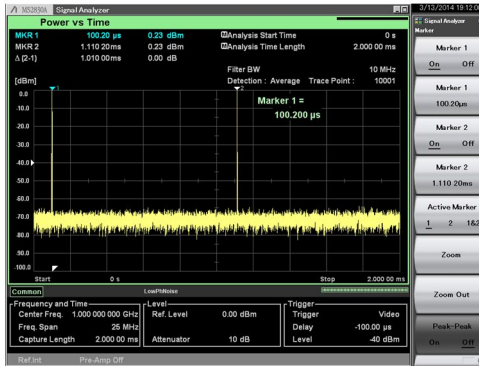 MS2830A Signal Analyzer
3/13/2014 19:12:0
Power vs Time
MKR 1 100.20 µs 0.23 dBm
MKR 2 1.110 20ms 0.23 dBm
Δ (2-1) 1.010 00ms 0.00 dB
Analysis Start Time 0 s
Analysis Time Length 2.000 00 ms
Filter BW 10 MHz
[dBm] Detection : Average Trace Point : 10001
1
2
Marker 1 =
100.200 µs
0.0
-10.0
-20.0
-30.0
-40.0
-50.0
-60.0
-70.0
-80.0
-90.0
-100.0
Start 0 s Stop 2.000 00 ms
Common LowPhNoise
Frequency and Time
Center Freq. 1.000 000 000 GHz
Freq. Span 25 MHz
Capture Length 2.000 00 ms
Level
Ref. Level 0.00 dBm
Attenuator 10 dB
Trigger
Trigger Video
Delay -100.00 µs
Level -40 dBm
Ref.Int Pre-Amp Off
Signal Analyzer
Marker
Marker 1
On Off
Marker 1
100.20µs
Marker 2
On Off
Marker 2
1.110 20ms
Active Marker
1 2 1&2
Zoom
Zoom Out
Peak-Peak
On Off